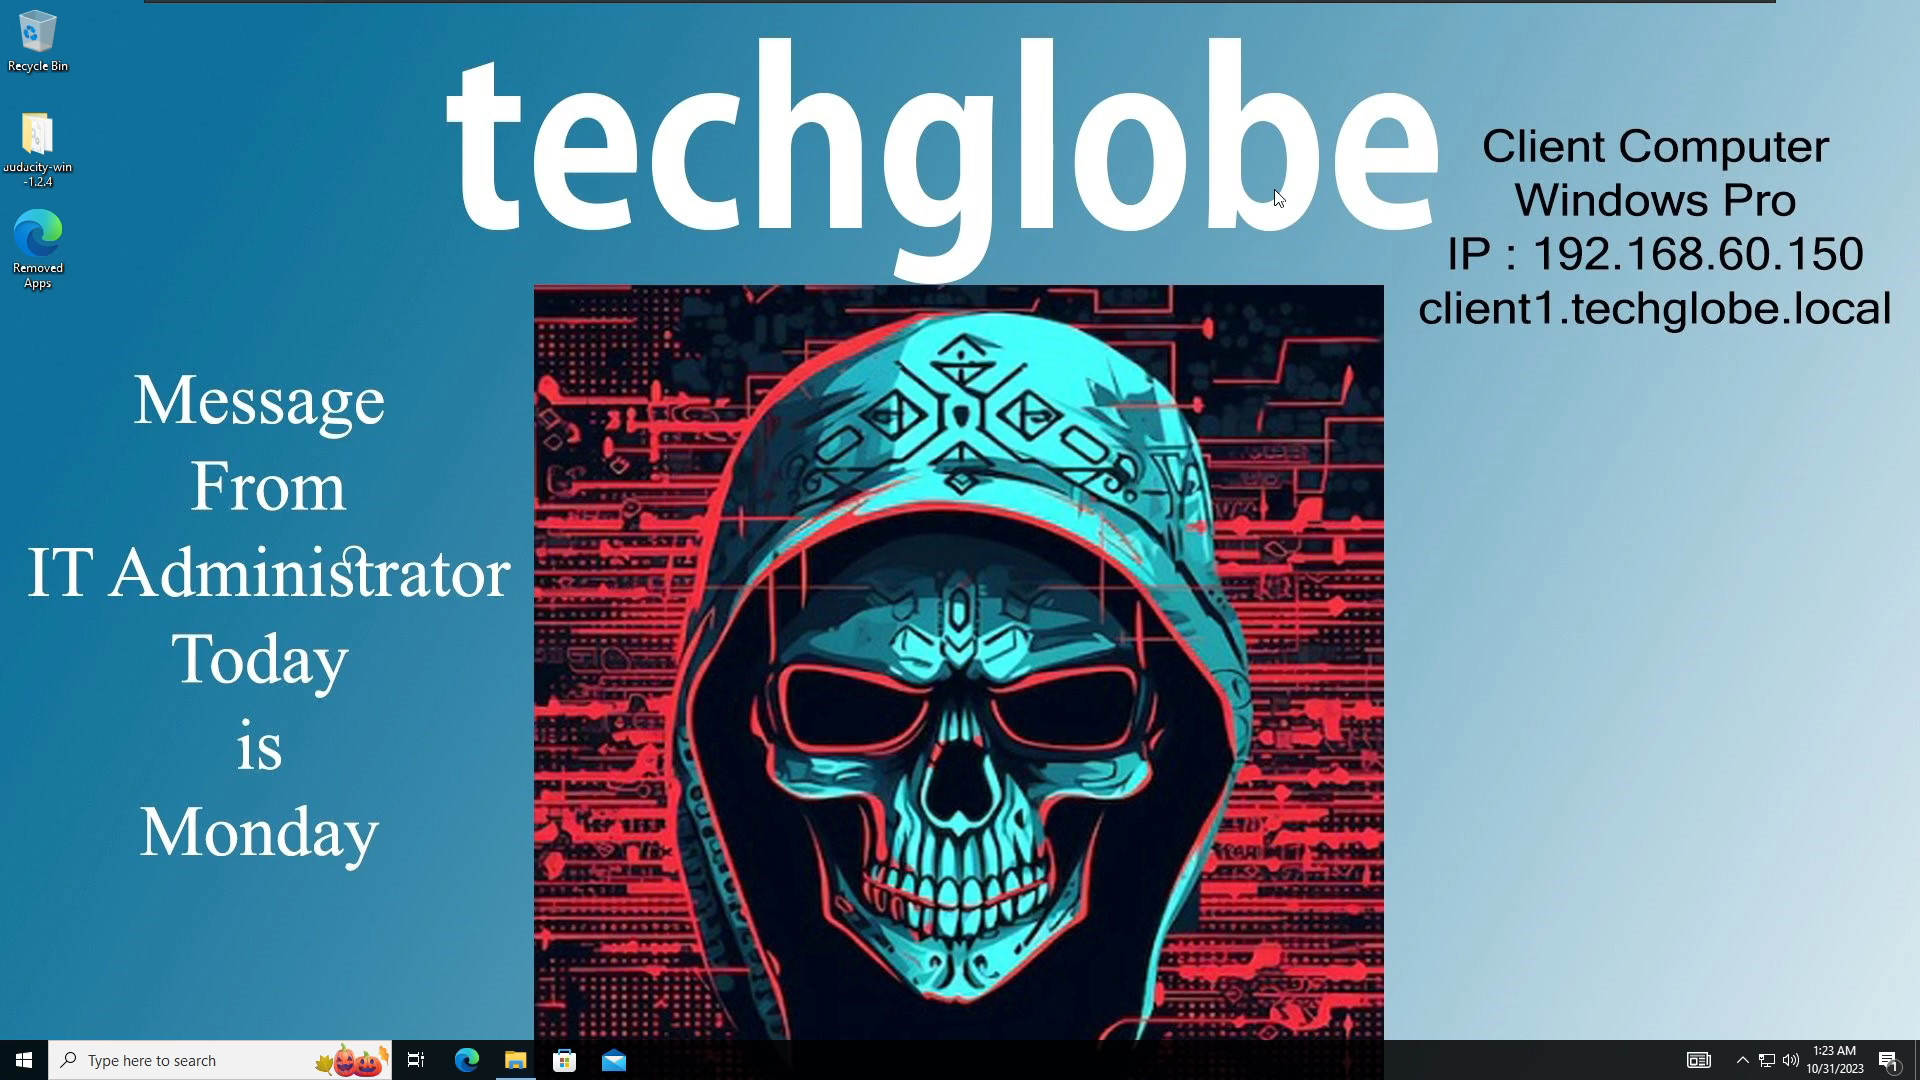 techglobe
Client Computer
Windows Pro
IP : 192.168.60.150
client1.techglobe.local
Recycle Bin
audacity-win
-1.2.4
Removed
Apps
Message
From
IT Administrator
Today
is
Monday
Type here to search
1:23 AM
10/31/2023
1